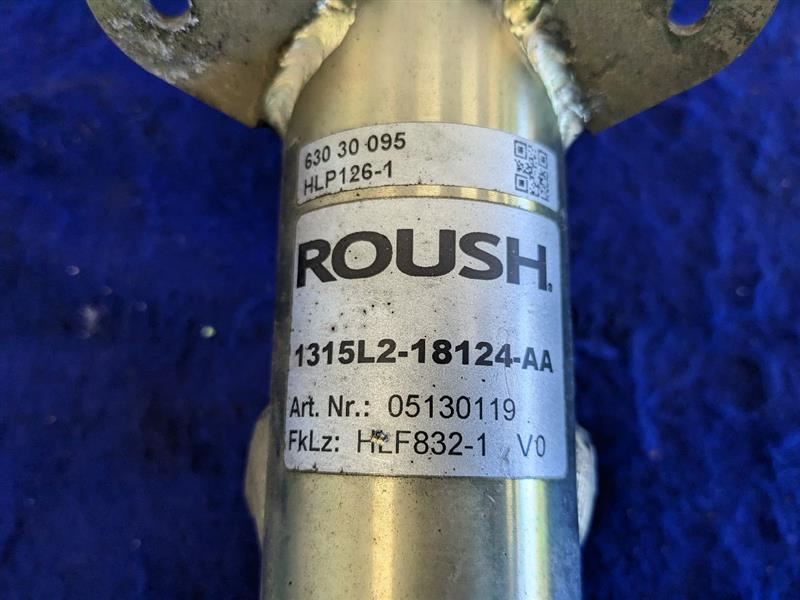 630 30 095
HLP126-1
ROUSH
1315L2-18124-AA
Art. Nr.: 05130119
FkLz: HLF832-1 V0